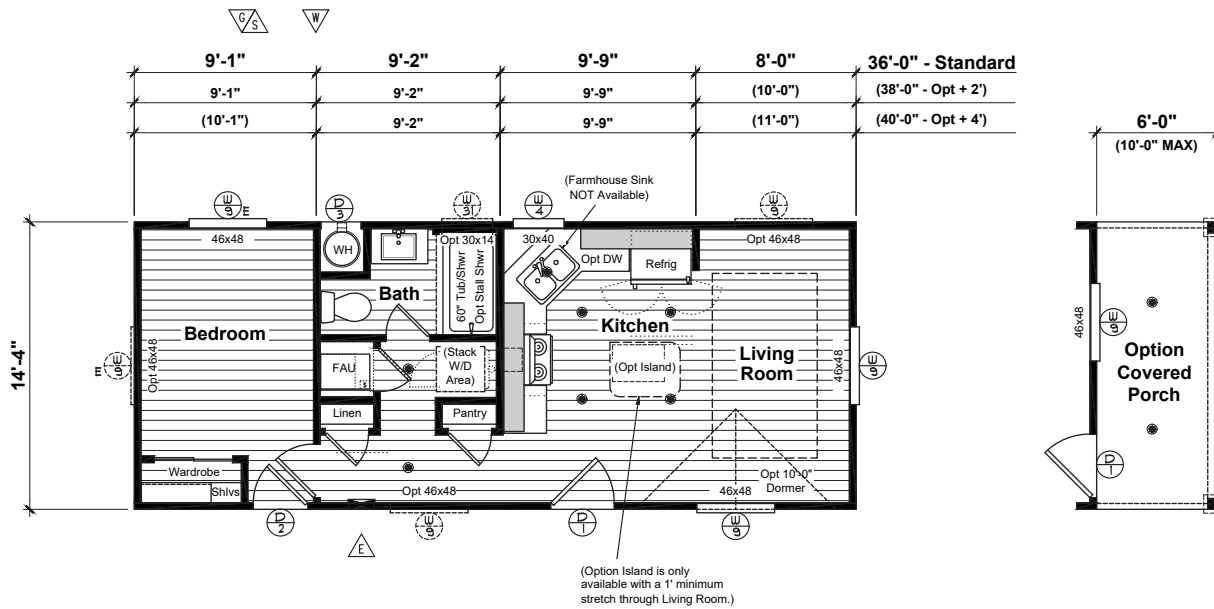 G
S
W
9'-1" 9'-2" 9'-9" 8'-0" 36'-0" - Standard
9'-1" 9'-2" 9'-9" (10'-0") (38'-0" - Opt + 2')
(10'-1") 9'-2" 9'-9" (11'-0") (40'-0" - Opt + 4')
6'-0"
(10'-0" MAX)
(Farmhouse Sink
NOT Available)
W
9
E
D
3
W
31
W
4
W
9
46x48
WH
Opt 30x14
30x40
Opt DW
Refrig
Opt 46x48
60" Tub/Shwr
Opt Stall Shwr
Bath
Bedroom
Kitchen
Living
Room
14'-4"
E
W
9
Opt 46x48
FAU
(Stack
W/D
Area)
(Opt Island)
46x48
W
9
Linen
Pantry
Wardrobe
Shlvs
Opt 46x48
46x48
Opt 10'-0"
Dormer
D
2
W
9
D
1
W
9
E
(Option Island is only
available with a 1' minimum
stretch through Living Room.)
46x48
W
9
Option
Covered
Porch
D
1